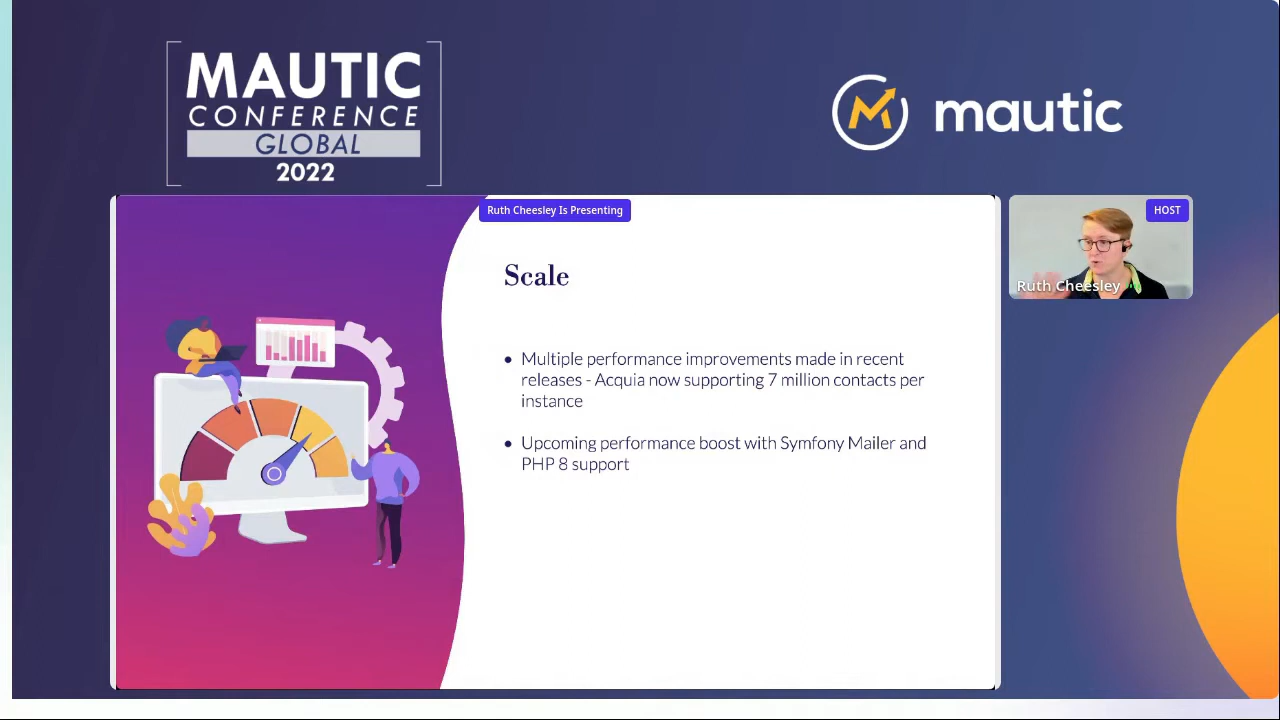 MAUTIC
CONFERENCE
GLOBAL
2022
mautic
Ruth Cheesley Is Presenting
HOST
Ruth Cheesley
Scale
• Multiple performance improvements made in recent
releases - Acquia now supporting 7 million contacts per
instance
• Upcoming performance boost with Symfony Mailer and
PHP 8 support